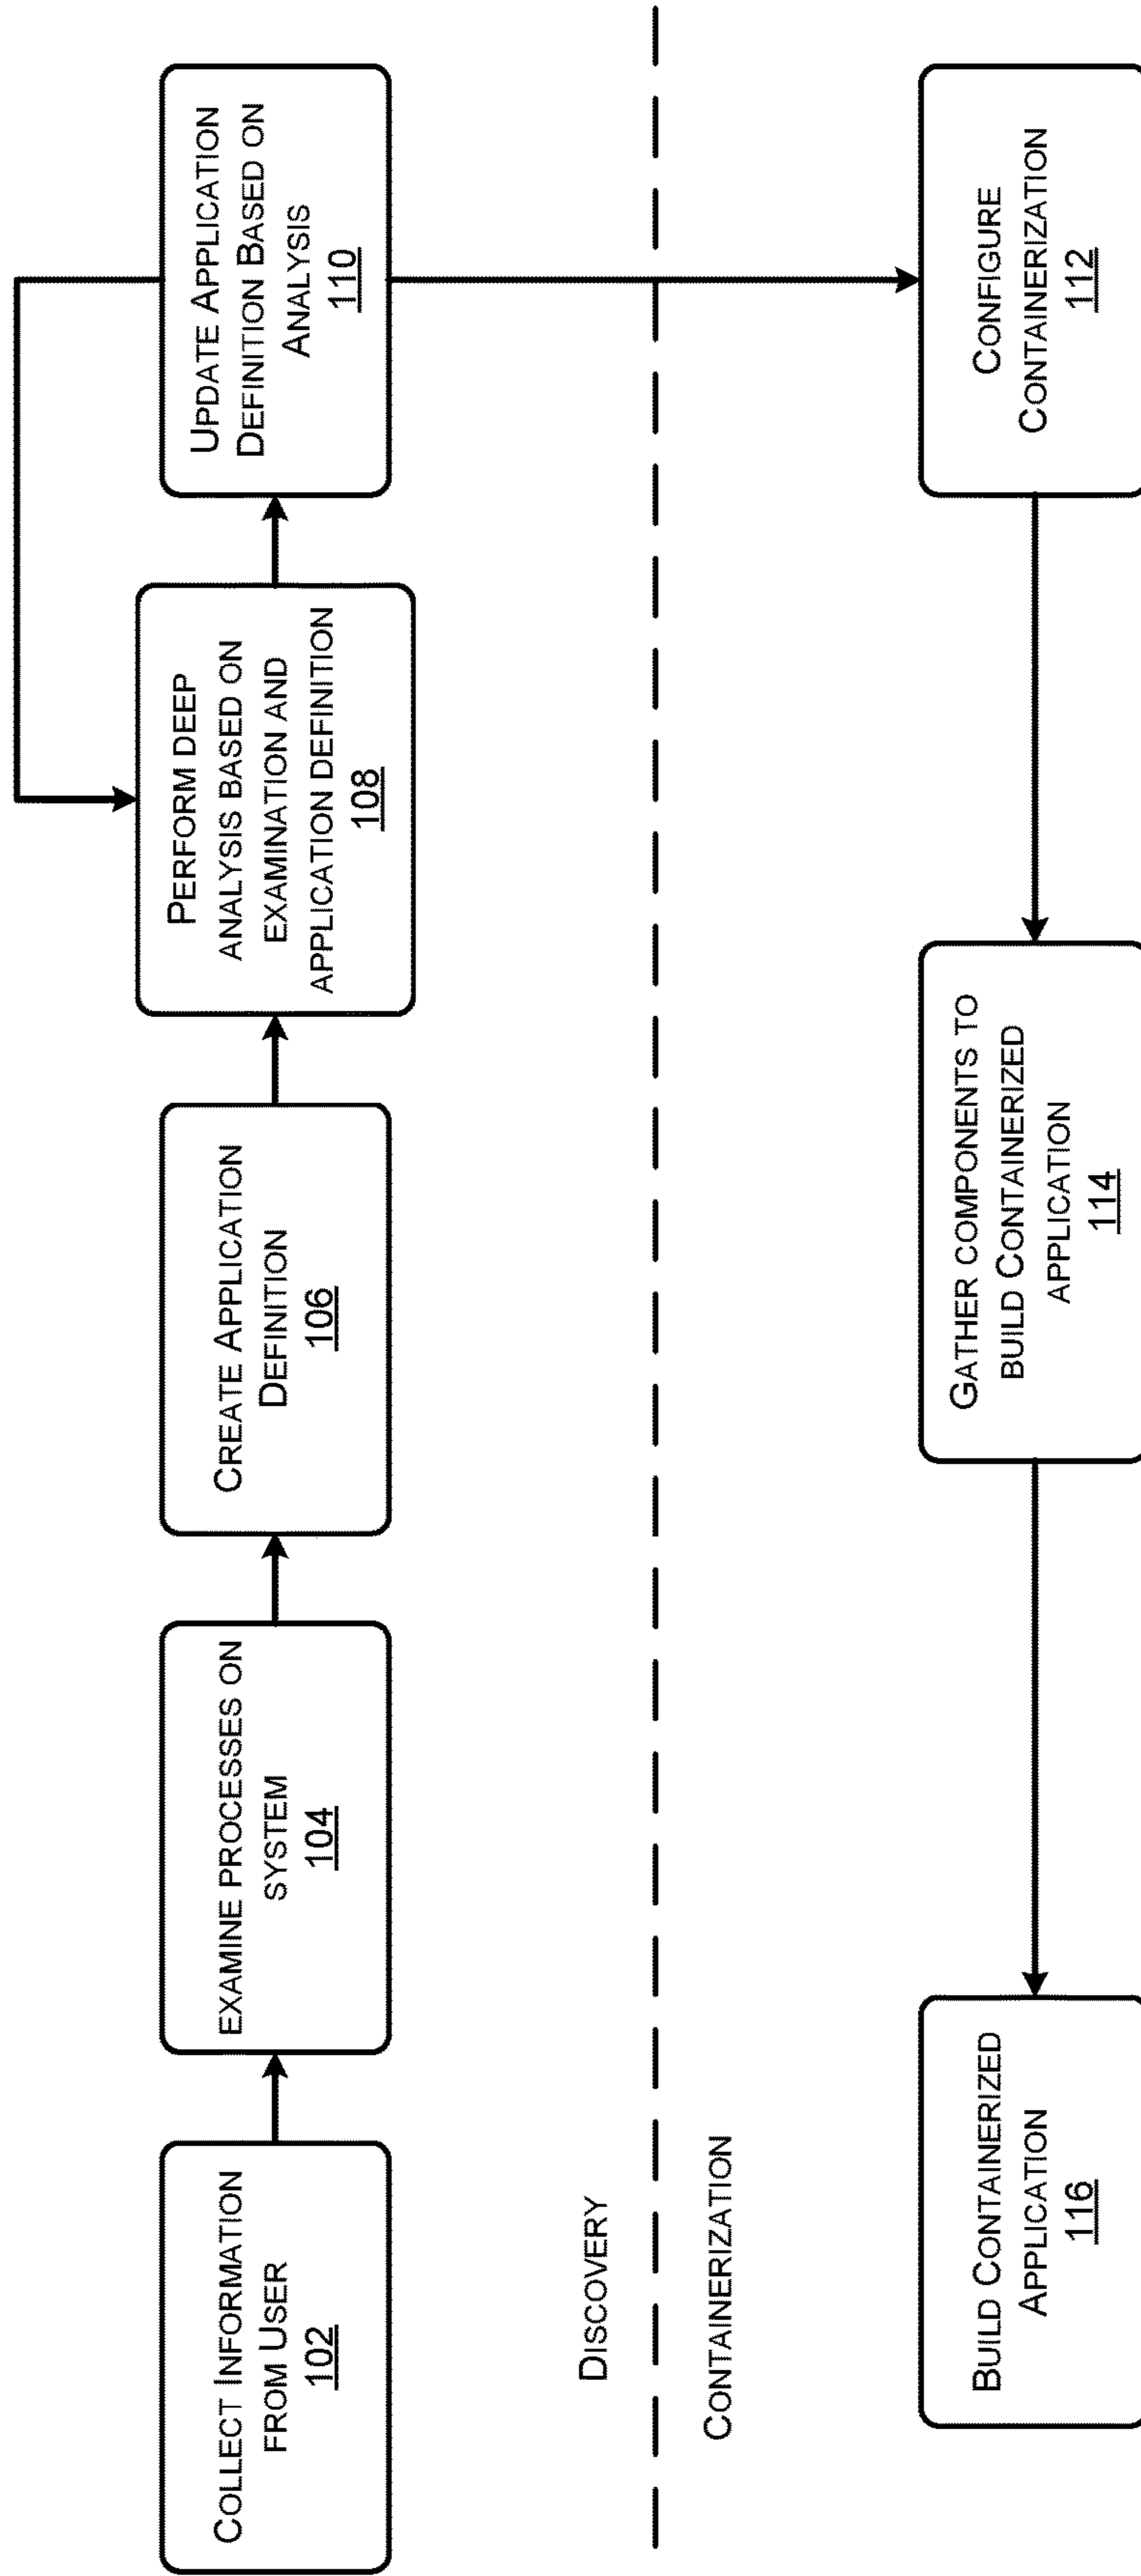 COLLECT INFORMATION
FROM USER
102
EXAMINE PROCESSES ON
SYSTEM
104
CREATE APPLICATION
DEFINITION
106
PERFORM DEEP
ANALYSIS BASED ON
EXAMINATION AND
APPLICATION DEFINITION
108
UPDATE APPLICATION
DEFINITION BASED ON
ANALYSIS
110
DISCOVERY
CONTAINERIZATION
CONFIGURE
CONTAINERIZATION
112
GATHER COMPONENTS TO
BUILD CONTAINERIZED
APPLICATION
114
BUILD CONTAINERIZED
APPLICATION
116